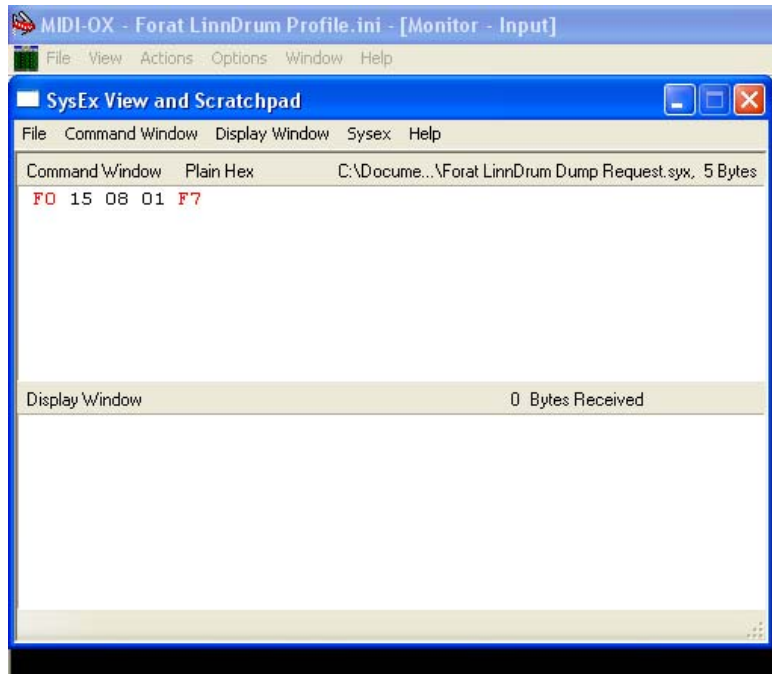 MIDI-OX - Forat LinnDrum Profile.ini - [Monitor - Input]
File View Actions Options Window Help
SysEx View and Scratchpad
File Command Window Display Window Sysex Help
Command Window Plain Hex C:\Docume...\Forat LinnDrum Dump Request.syx, 5 Bytes
F0 15 08 01 F7
Display Window 0 Bytes Received